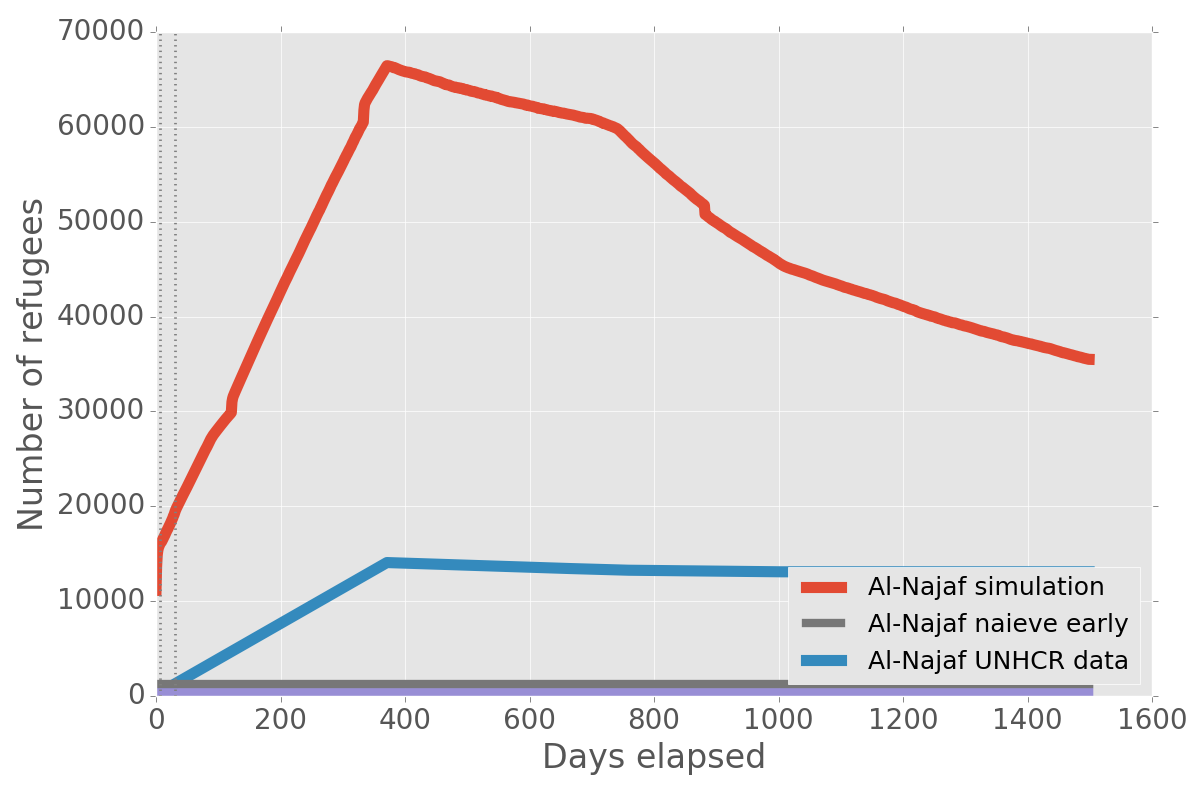 70000
60000
50000
40000
30000
20000
10000
0
Number of refugees
Al-Najaf simulation
Al-Najaf naieve early
Al-Najaf UNHCR data
0 200 400 600 800 1000 1200 1400 1600
Days elapsed